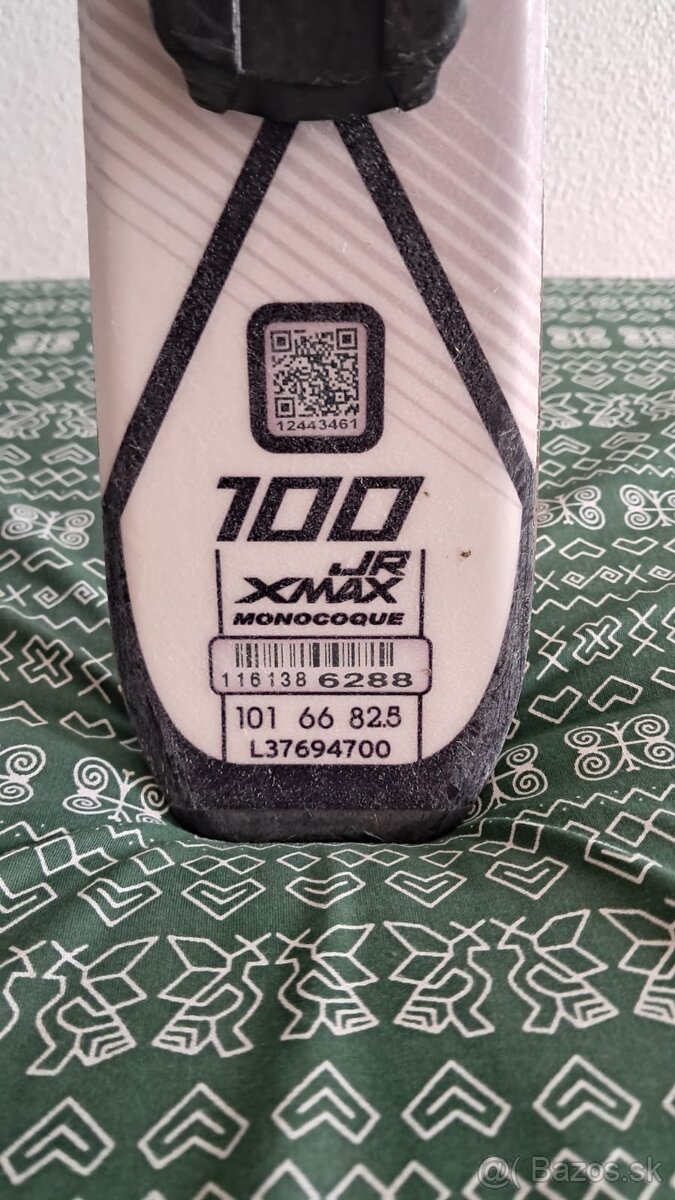 12443461
100
JR
XMAX
MONOCOQUE
116138 6288
101 66 82.5
L37694700
@( Bazos.sk